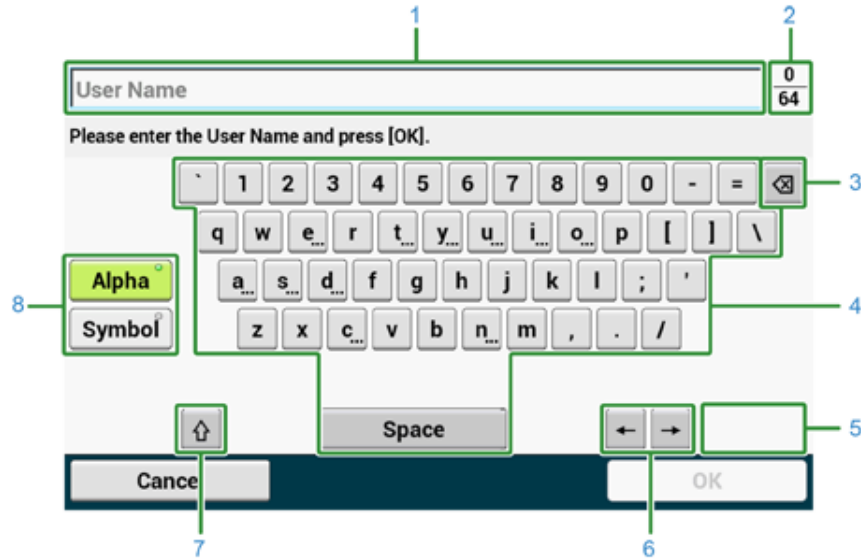 1 2
User Name 0/64
Please enter the User Name and press [OK].
` 1 2 3 4 5 6 7 8 9 0 - = 3
q w e... r t... y... u... i... o... p [ ] \
8 Alpha a... s... d... f g h j k l ; ' 4
Symbol z x c... v b n... m , . /
Space ← → 5
Cancel OK
7 6